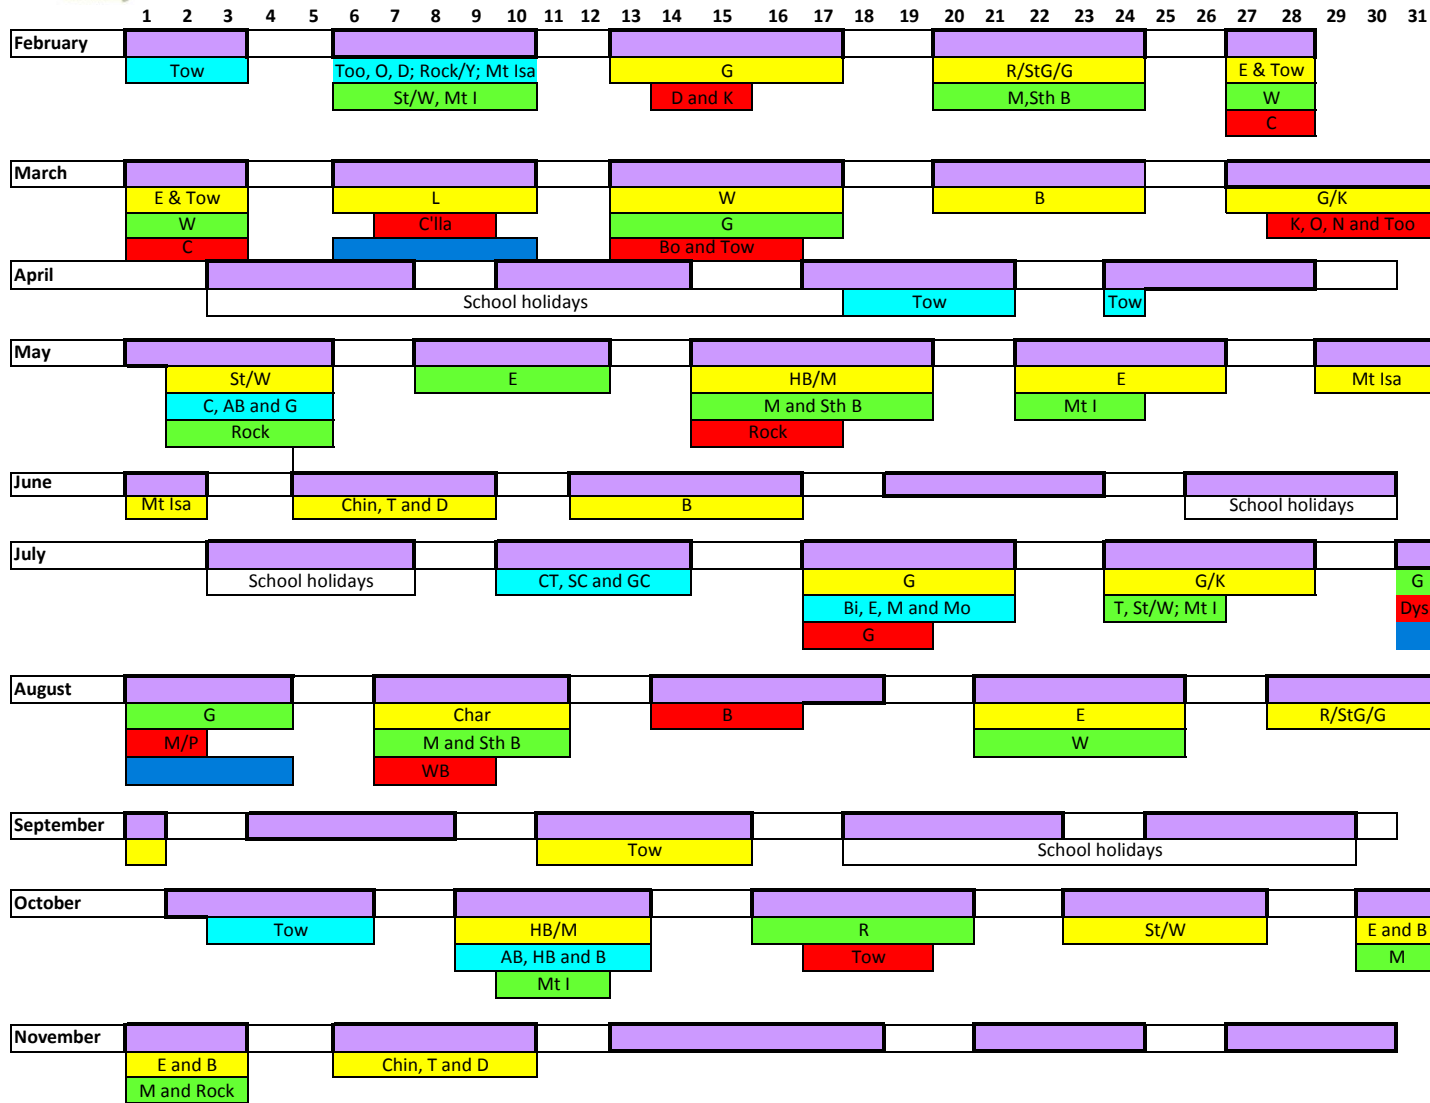 1 2 3 4 5 6 7 8 9 10 11 12 13 14 15 16 17 18 19 20 21 22 23 24 25 26 27 28 29 30 31
February
Tow Too, O, D; Rock/Y; Mt Isa G R/StG/G E & Tow
St/W, Mt I D and K M,Sth B W
C
March
E & Tow L W B G/K
W C'lla G K, O, N and Too
C Bo and Tow
April
School holidays Tow Tow
May
St/W E HB/M E Mt Isa
C, AB and G M and Sth B Mt I
Rock Rock
June
Mt Isa Chin, T and D B School holidays
July
School holidays CT, SC and GC G G/K G
Bi, E, M and Mo T, St/W; Mt I Dys
G
August
G Char B E R/StG/G
M/P M and Sth B W
WB
September
Tow School holidays
October
Tow HB/M R St/W E and B
AB, HB and B Tow M
Mt I
November
E and B Chin, T and D
M and Rock